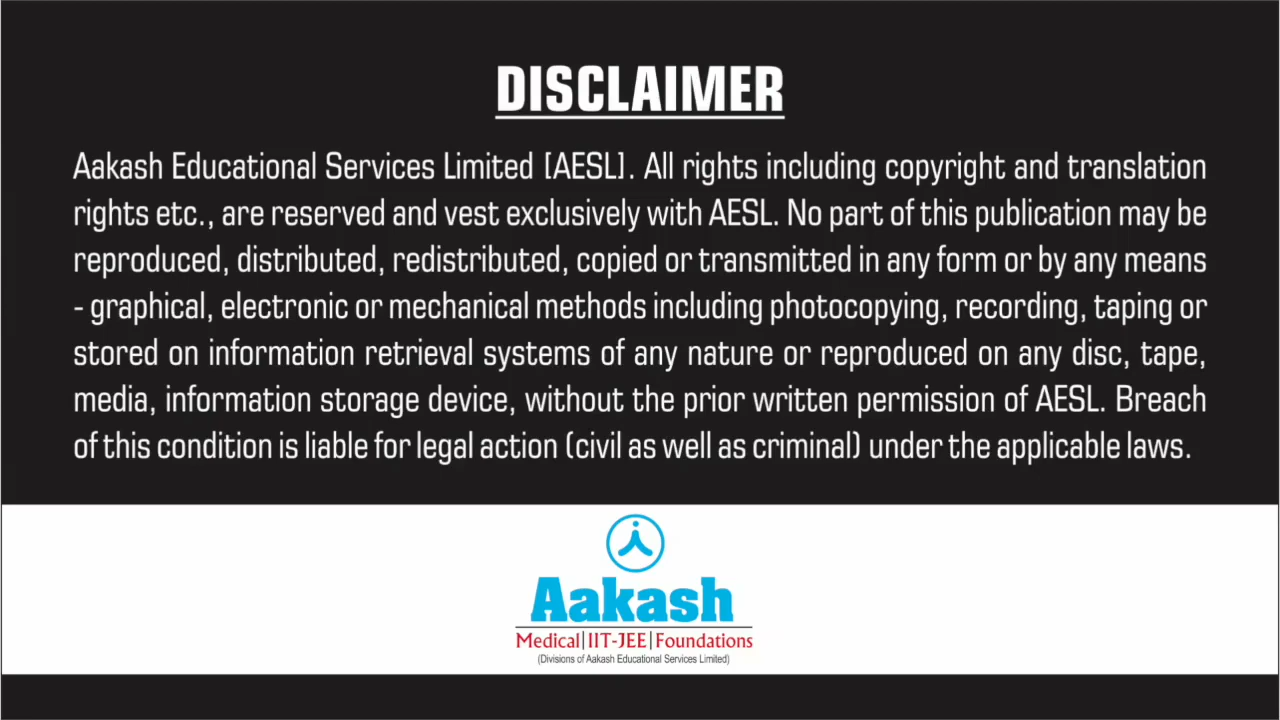 DISCLAIMER
Aakash Educational Services Limited [AESL]. All rights including copyright and translation
rights etc., are reserved and vest exclusively with AESL. No part of this publication may be
reproduced, distributed, redistributed, copied or transmitted in any form or by any means
- graphical, electronic or mechanical methods including photocopying, recording, taping or
stored on information retrieval systems of any nature or reproduced on any disc, tape,
media, information storage device, without the prior written permission of AESL. Breach
of this condition is liable for legal action (civil as well as criminal) under the applicable laws.
Aakash
Medical|IIT-JEE|Foundations
(Divisions of Aakash Educational Services Limited)